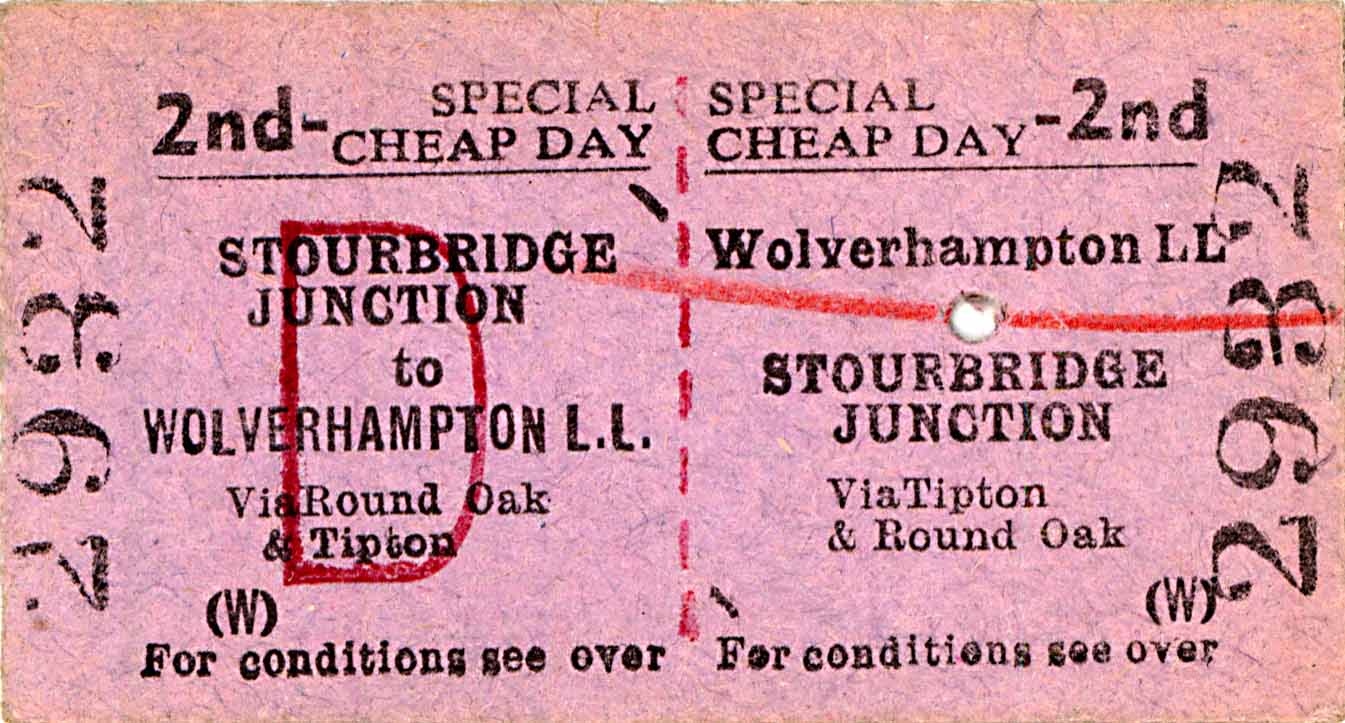 2nd- SPECIAL
CHEAP DAY
STOURBRIDGE
JUNCTION
to
WOLVERHAMPTON L.L.
Via Round Oak
& Tipton
(W)
For conditions see over
2932
D
SPECIAL -2nd
CHEAP DAY
Wolverhampton LL
STOURBRIDGE
JUNCTION
Via Tipton
& Round Oak
(W)
For conditions see over
2932